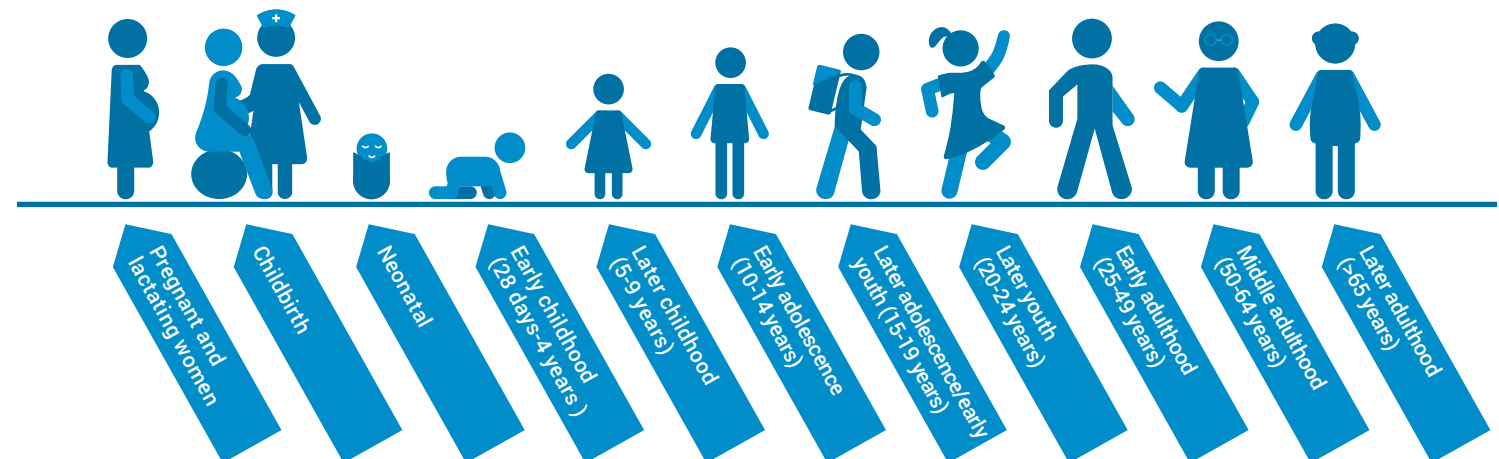 Pregnant and
lactating women
Childbirth
Neonatal
Early childhood
(28 days-4 years )
Later childhood
(5-9 years)
Early adolescence
(10-14 years)
Later adolescence/early
youth (15-19 years)
Later youth
(20-24 years)
Early adulthood
(25-49 years)
Middle adulthood
(50-64 years)
Later adulthood
(>65 years)